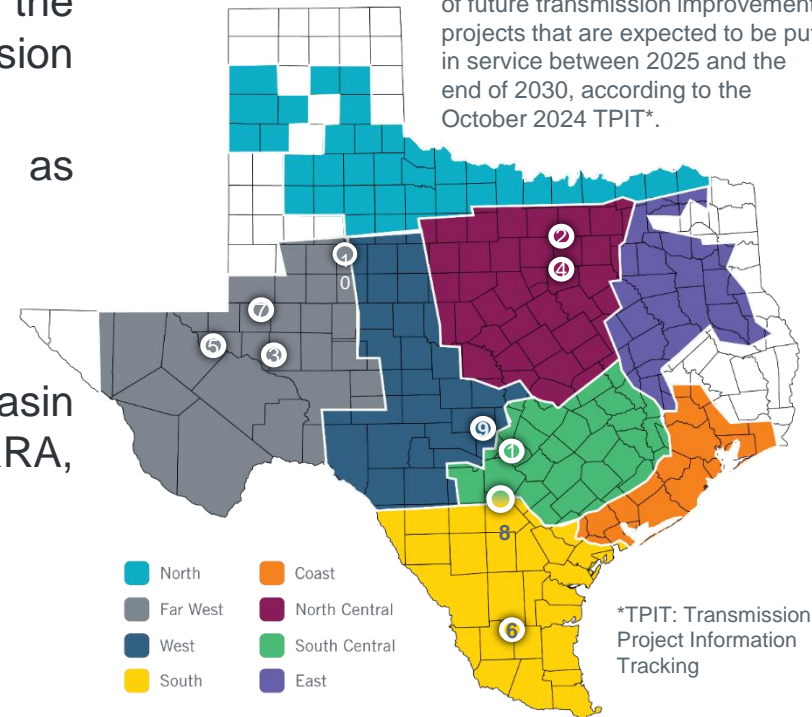 the
sion
as
asin
RRA,
of future transmission improvement
projects that are expected to be put
in service between 2025 and the
end of 2030, according to the
October 2024 TPIT*.
2
4
1
0
7
5
3
9
1
8
6
North
Far West
West
South
Coast
North Central
South Central
East
*TPIT: Transmission
Project Information
Tracking